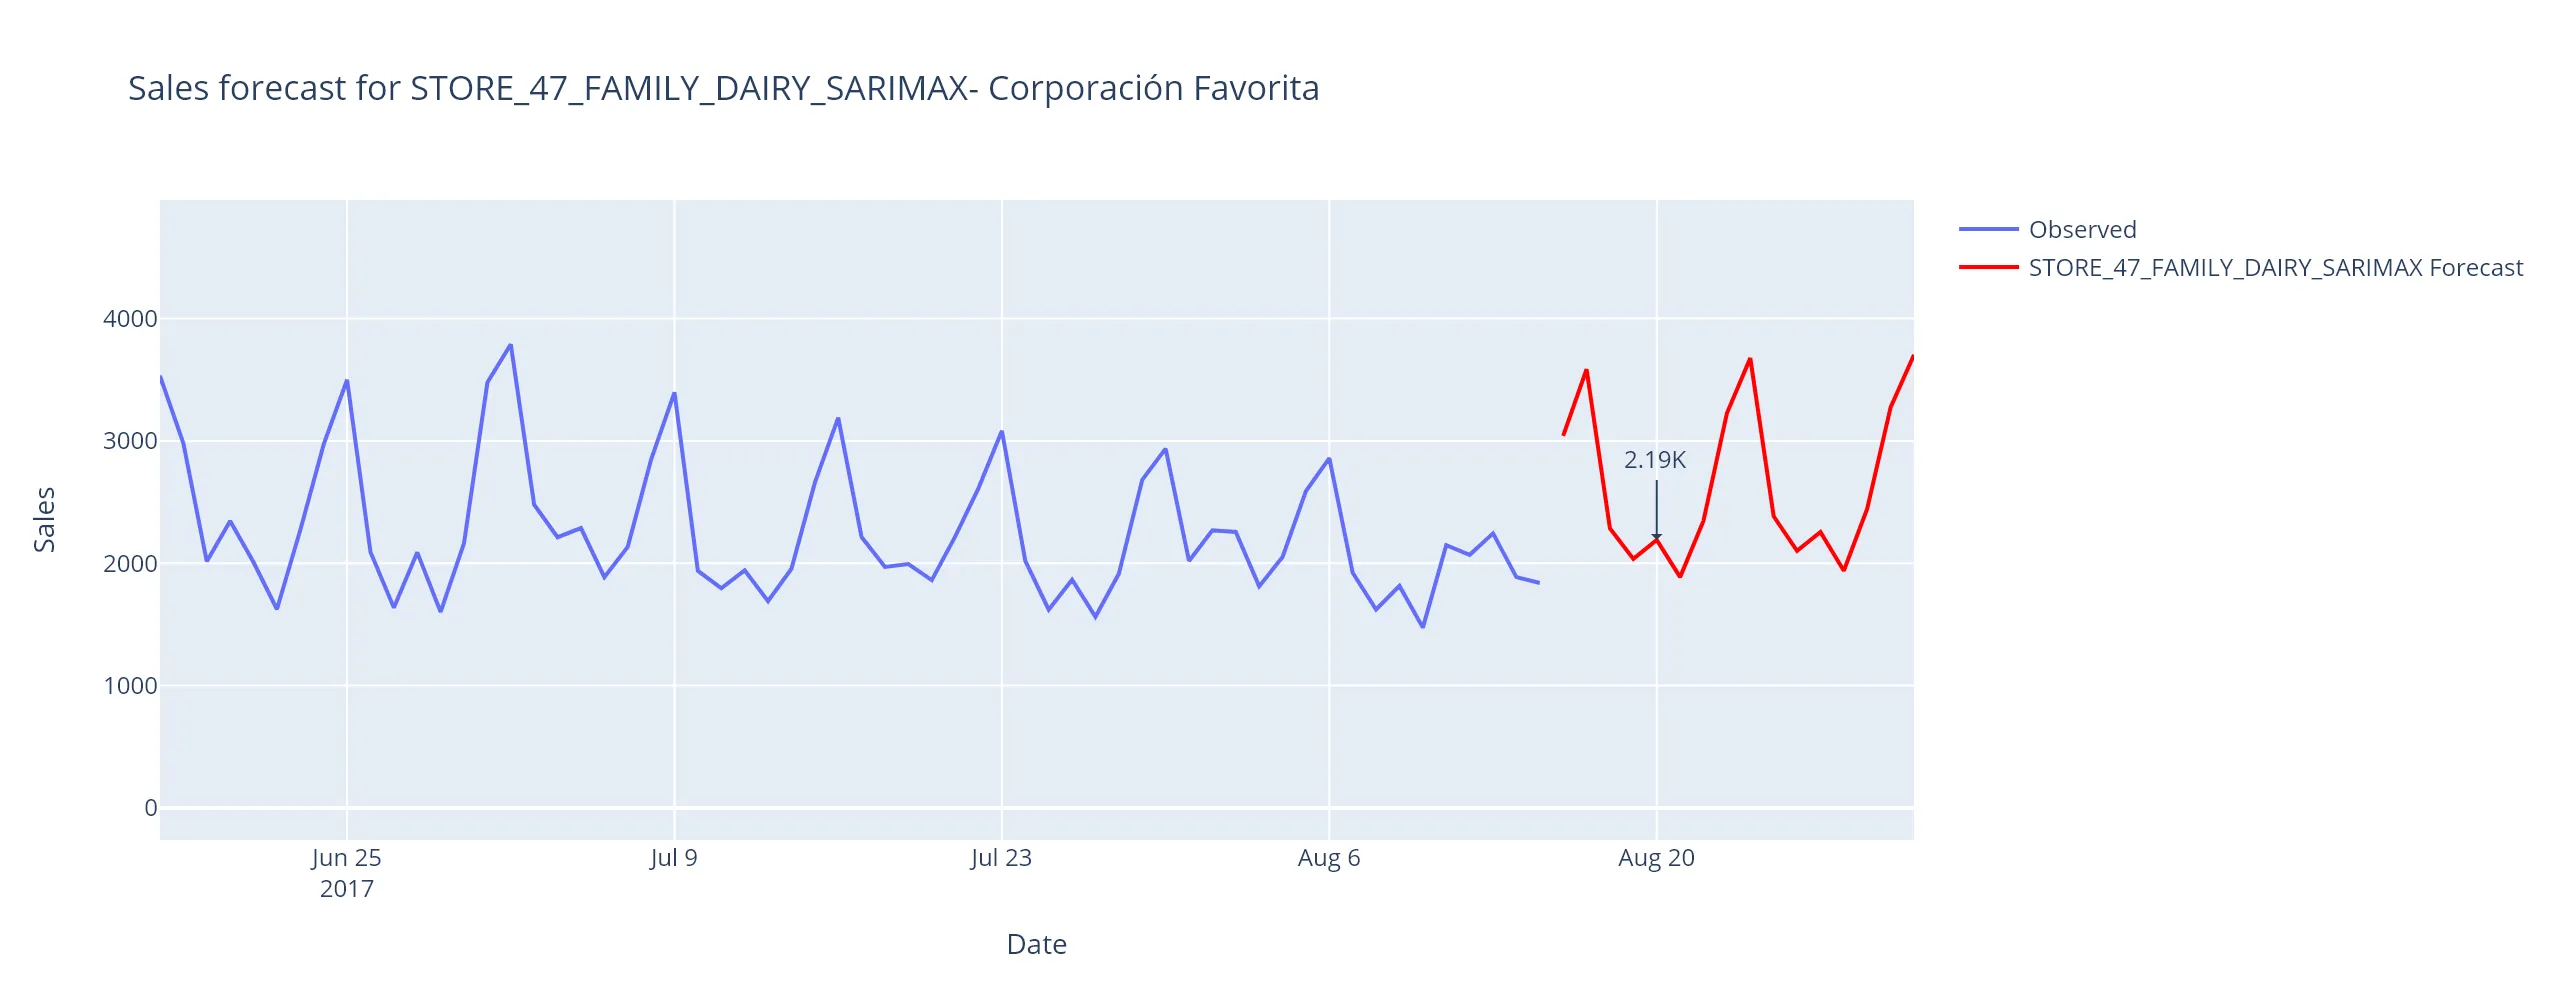 Sales forecast for STORE_47_FAMILY_DAIRY_SARIMAX- Corporación Favorita
Observed
STORE_47_FAMILY_DAIRY_SARIMAX Forecast
4000
3000
2000
1000
0
Sales
2.19K
Jun 25
2017
Jul 9
Jul 23
Aug 6
Aug 20
Date